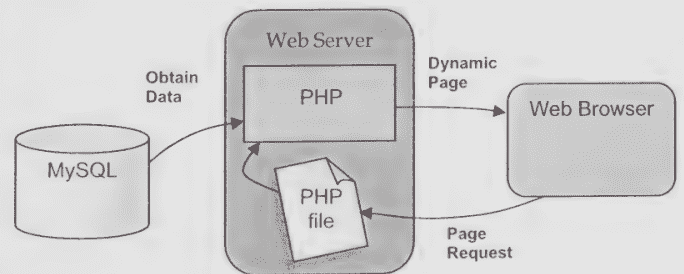 Web Server
Obtain
Data
PHP
Dynamic
Page
Web Browser
MySQL
PHP
file
Page
Request